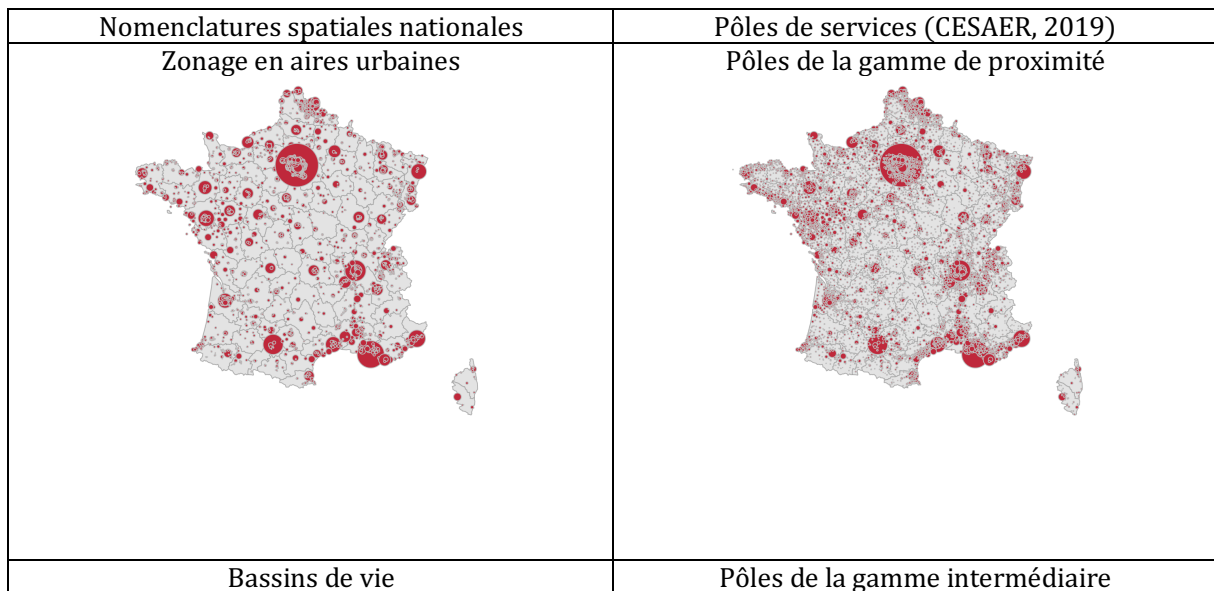 Nomenclatures spatiales nationales
Pôles de services (CESAER, 2019)
Zonage en aires urbaines
Pôles de la gamme de proximité
Bassins de vie
Pôles de la gamme intermédiaire